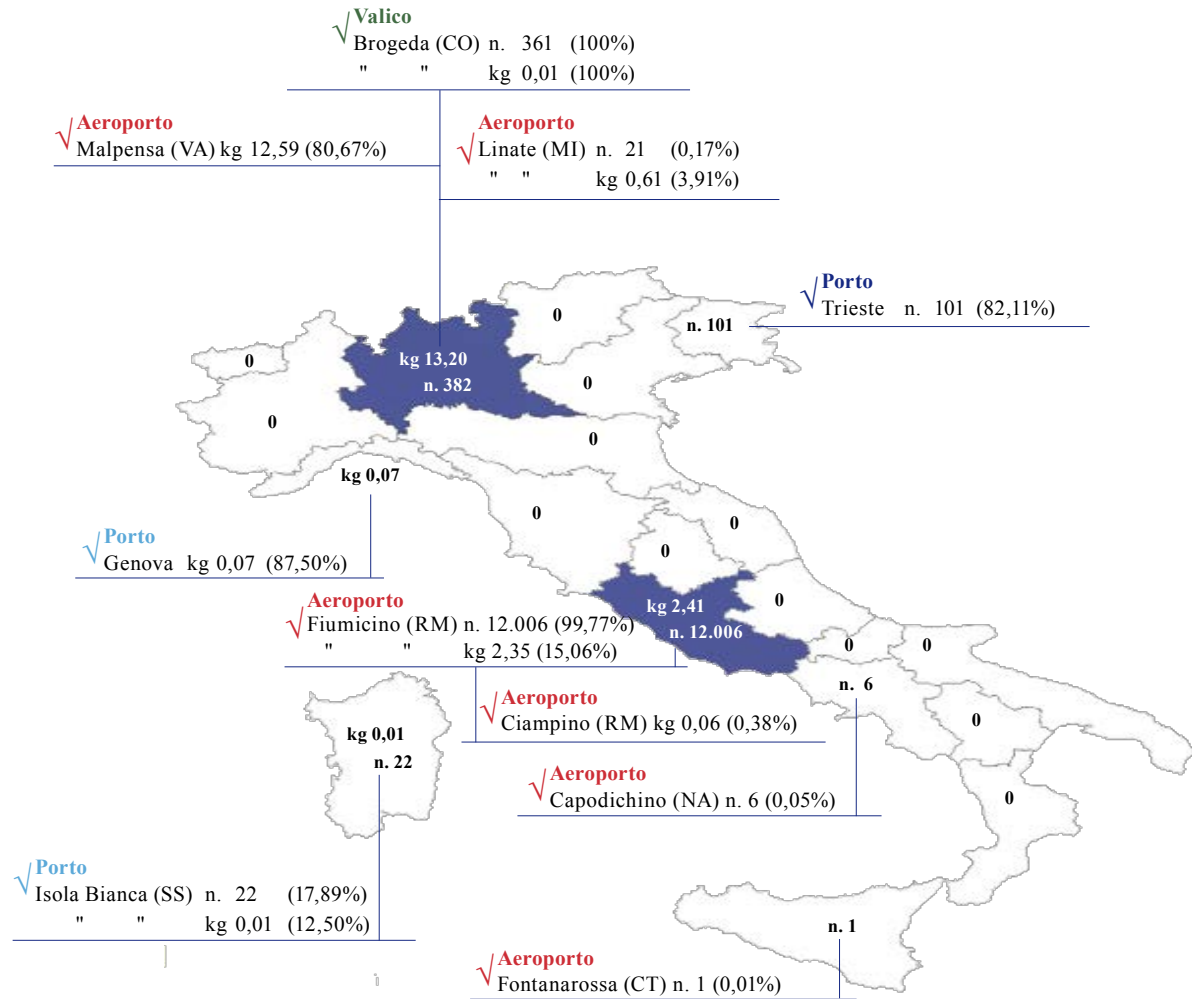 √Valico
Brogeda (CO) n. 361 (100%)
" " kg 0,01 (100%)
√Aeroporto
Malpensa (VA) kg 12,59 (80,67%)
√Aeroporto
Linate (MI) n. 21 (0,17%)
" " kg 0,61 (3,91%)
√Porto
Trieste n. 101 (82,11%)
0
n. 101
0
kg 13,20
n. 382
0
0
0
kg 0,07
0
0
0
√Porto
Genova kg 0,07 (87,50%)
kg 2,41
n. 12.006
0
√Aeroporto
Fiumicino (RM) n. 12.006 (99,77%)
" " kg 2,35 (15,06%)
0
0
n. 6
√Aeroporto
Ciampino (RM) kg 0,06 (0,38%)
0
kg 0,01
n. 22
√Aeroporto
Capodichino (NA) n. 6 (0,05%)
0
√Porto
Isola Bianca (SS) n. 22 (17,89%)
" " kg 0,01 (12,50%)
n. 1
√Aeroporto
Fontanarossa (CT) n. 1 (0,01%)